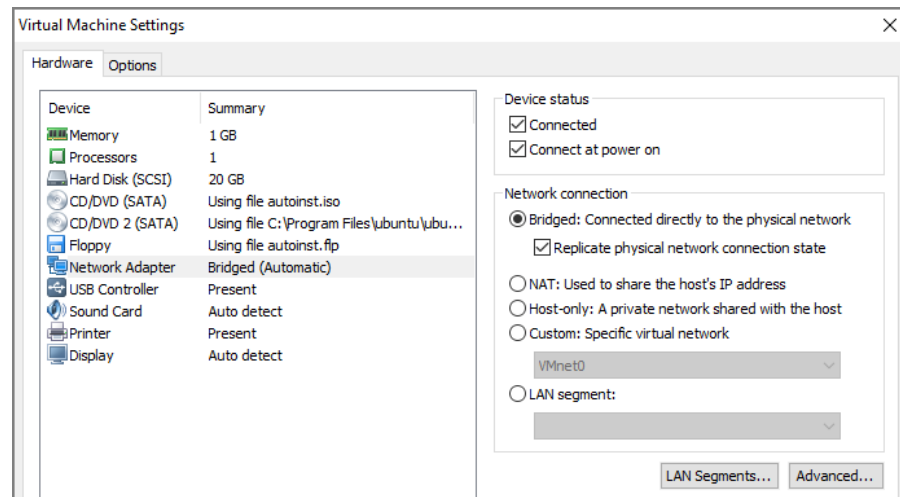 Virtual Machine Settings
Hardware Options
Device Summary
Memory 1 GB
Processors 1
Hard Disk (SCSI) 20 GB
CD/DVD (SATA) Using file autoinst.iso
CD/DVD 2 (SATA) Using file C:\Program Files\ubuntu\ubu...
Floppy Using file autoinst.flp
Network Adapter Bridged (Automatic)
USB Controller Present
Sound Card Auto detect
Printer Present
Display Auto detect
Device status
Connected
Connect at power on
Network connection
Bridged: Connected directly to the physical network
Replicate physical network connection state
NAT: Used to share the host's IP address
Host-only: A private network shared with the host
Custom: Specific virtual network
VMnet0
LAN segment:
LAN Segments... Advanced...